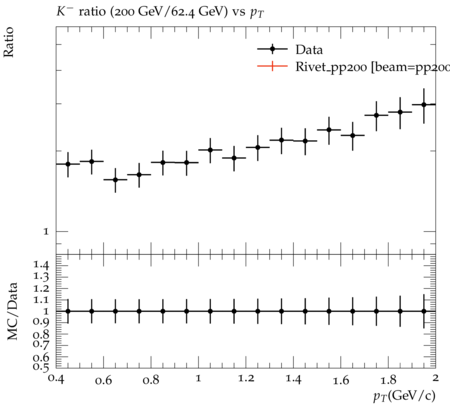 K⁻ ratio (200 GeV/62.4 GeV) vs p_T
Ratio
Data
Rivet_pp200 [beam=pp200
1
MC/Data
1.4
1.3
1.2
1.1
1
0.9
0.8
0.7
0.6
0.5
0.4 0.6 0.8 1 1.2 1.4 1.6 1.8 2
p_T(GeV/c)